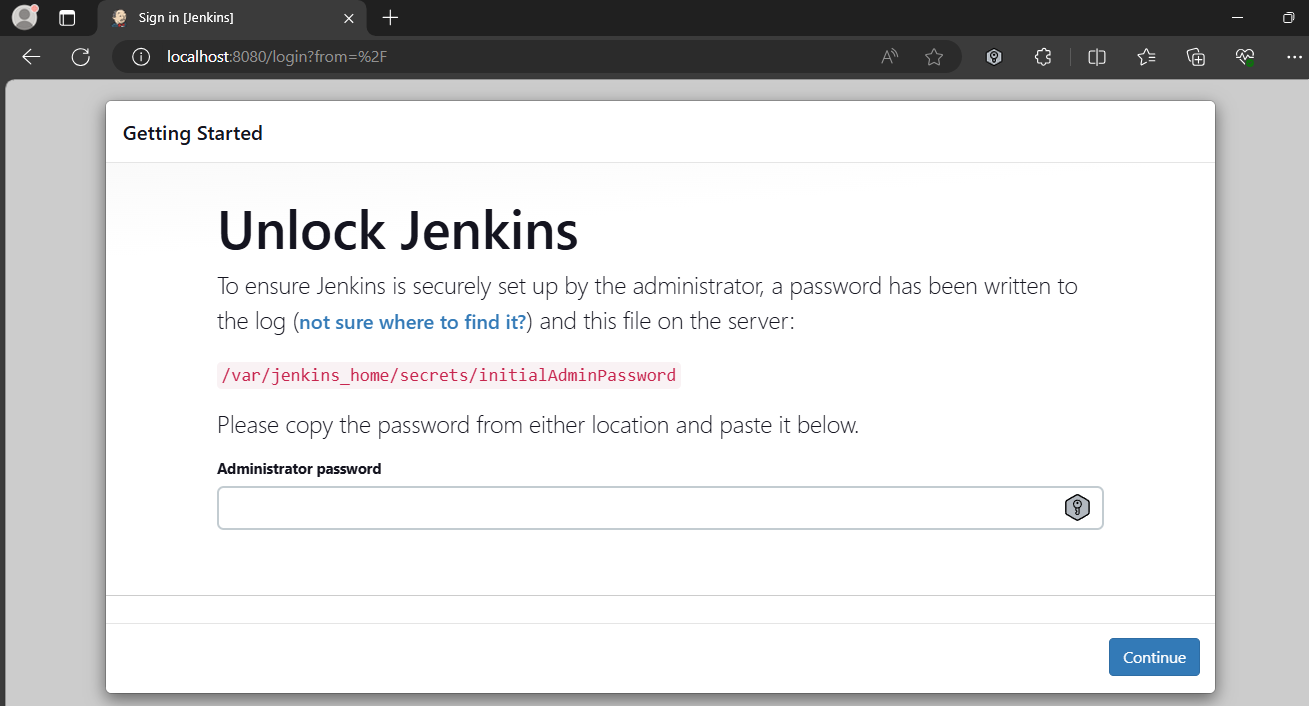 Sign in [Jenkins]
localhost:8080/login?from=%2F
Getting Started
Unlock Jenkins
To ensure Jenkins is securely set up by the administrator, a password has been written to
the log (not sure where to find it?) and this file on the server:
/var/jenkins_home/secrets/initialAdminPassword
Please copy the password from either location and paste it below.
Administrator password
Continue